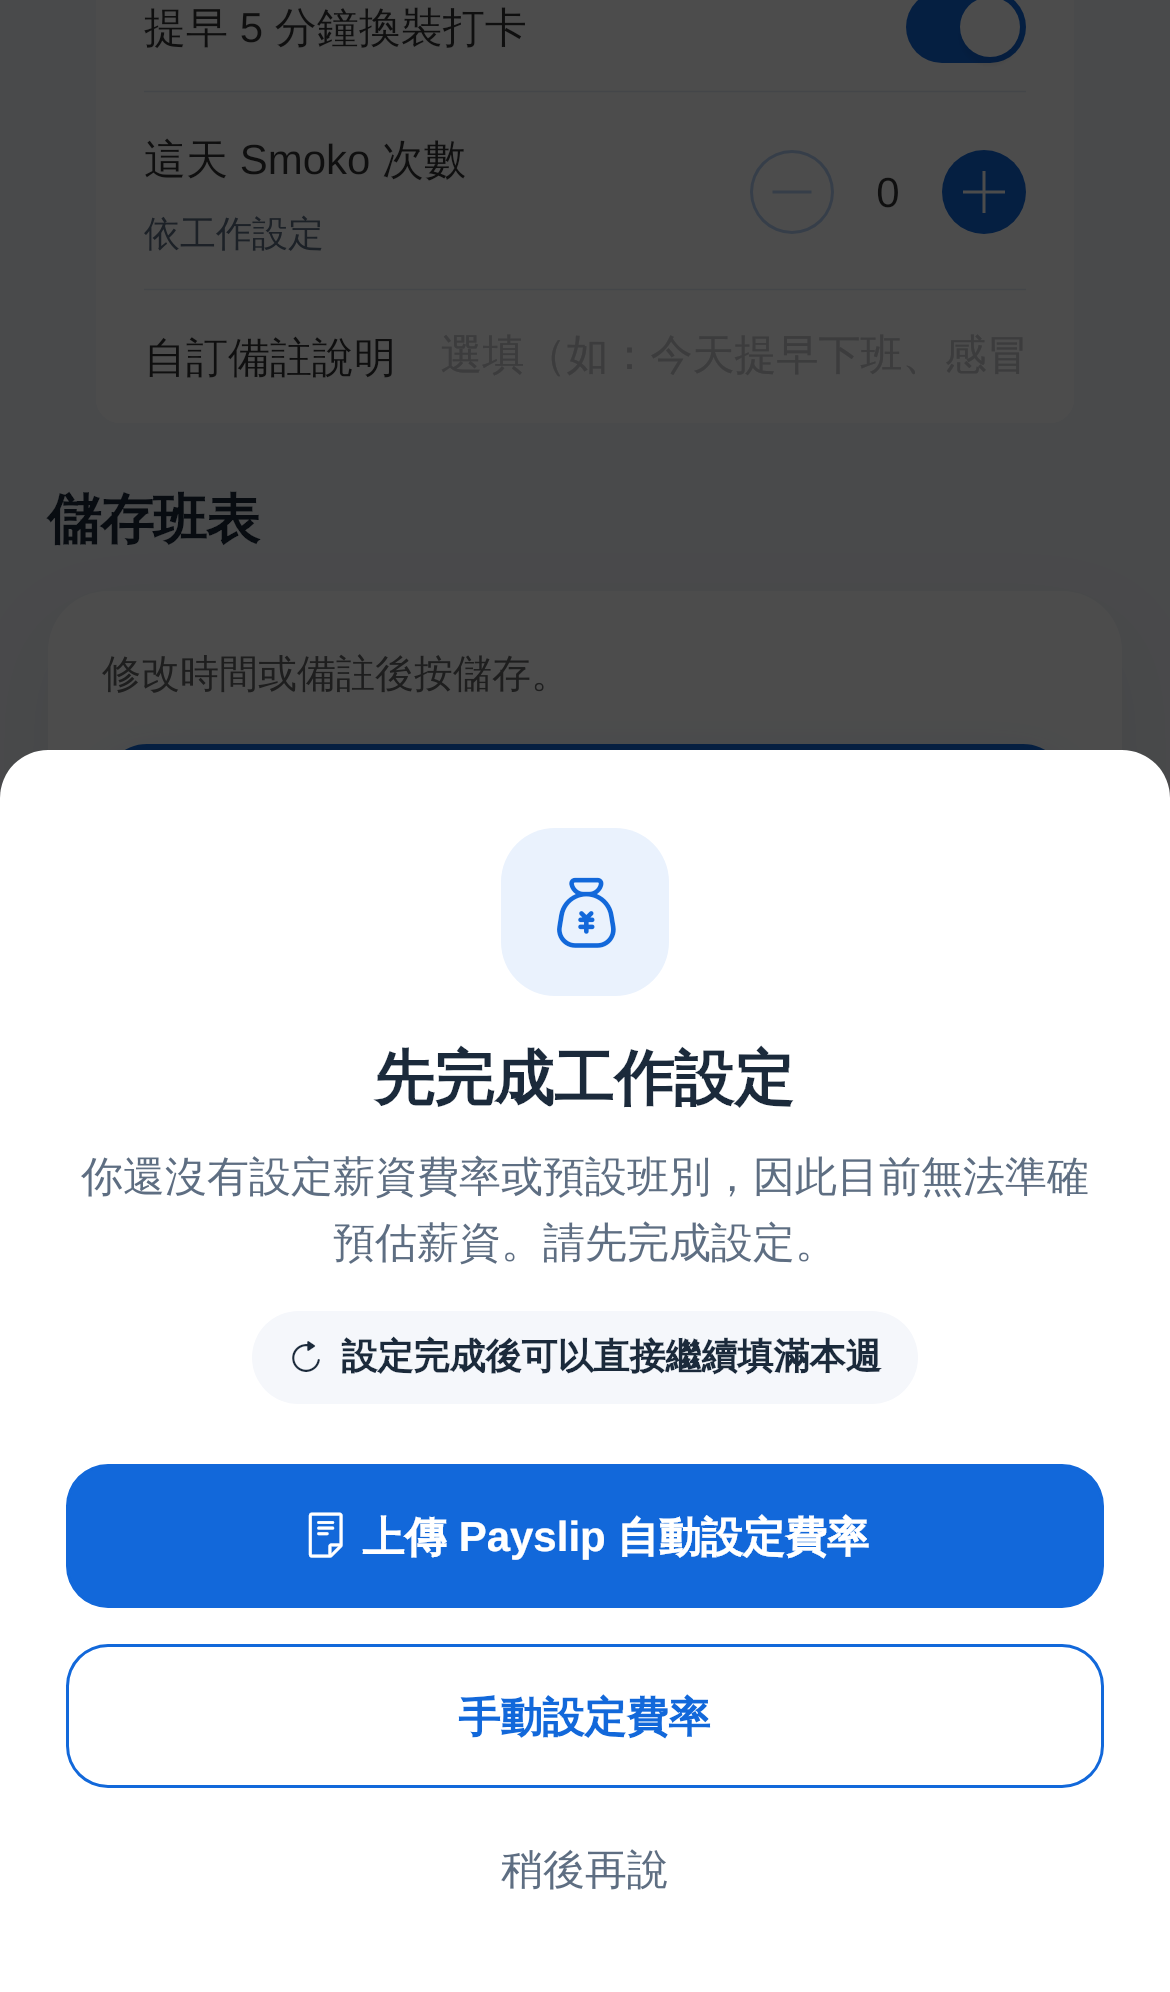 提早 5 分鐘換裝打卡
這天 Smoko 次數
0
依工作設定
自訂備註說明 選填（如：今天提早下班、感冒
儲存班表
修改時間或備註後按儲存。
¥
先完成工作設定
你還沒有設定薪資費率或預設班別，因此目前無法準確
預估薪資。請先完成設定。
設定完成後可以直接繼續填滿本週
上傳 Payslip 自動設定費率
手動設定費率
稍後再說